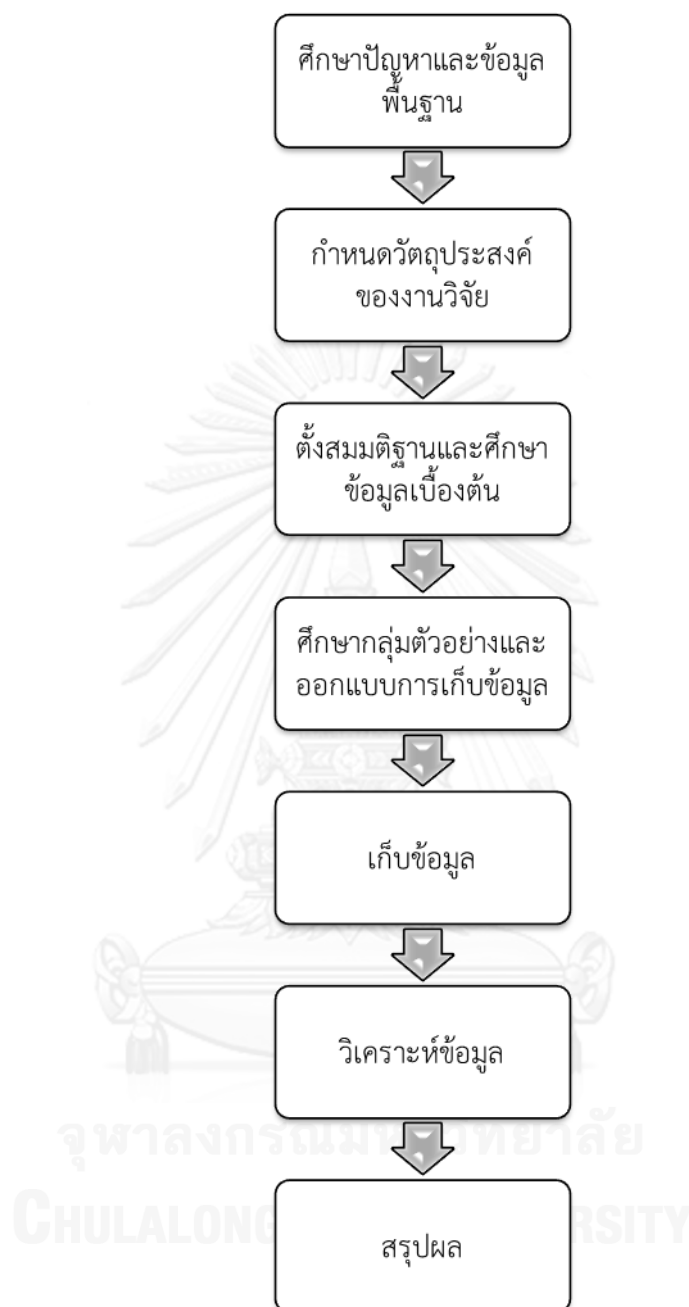 ศึกษาปัญหาและข้อมูล
พื้นฐาน
กำหนดวัตถุประสงค์
ของงานวิจัย
ตั้งสมมติฐานและศึกษา
ข้อมูลเบื้องต้น
ศึกษากลุ่มตัวอย่างและ
ออกแบบการเก็บข้อมูล
เก็บข้อมูล
วิเคราะห์ข้อมูล
จุฬาลงกรณ์มหาวิทยาลัย
CHULALONG RSITY
สรุปผล